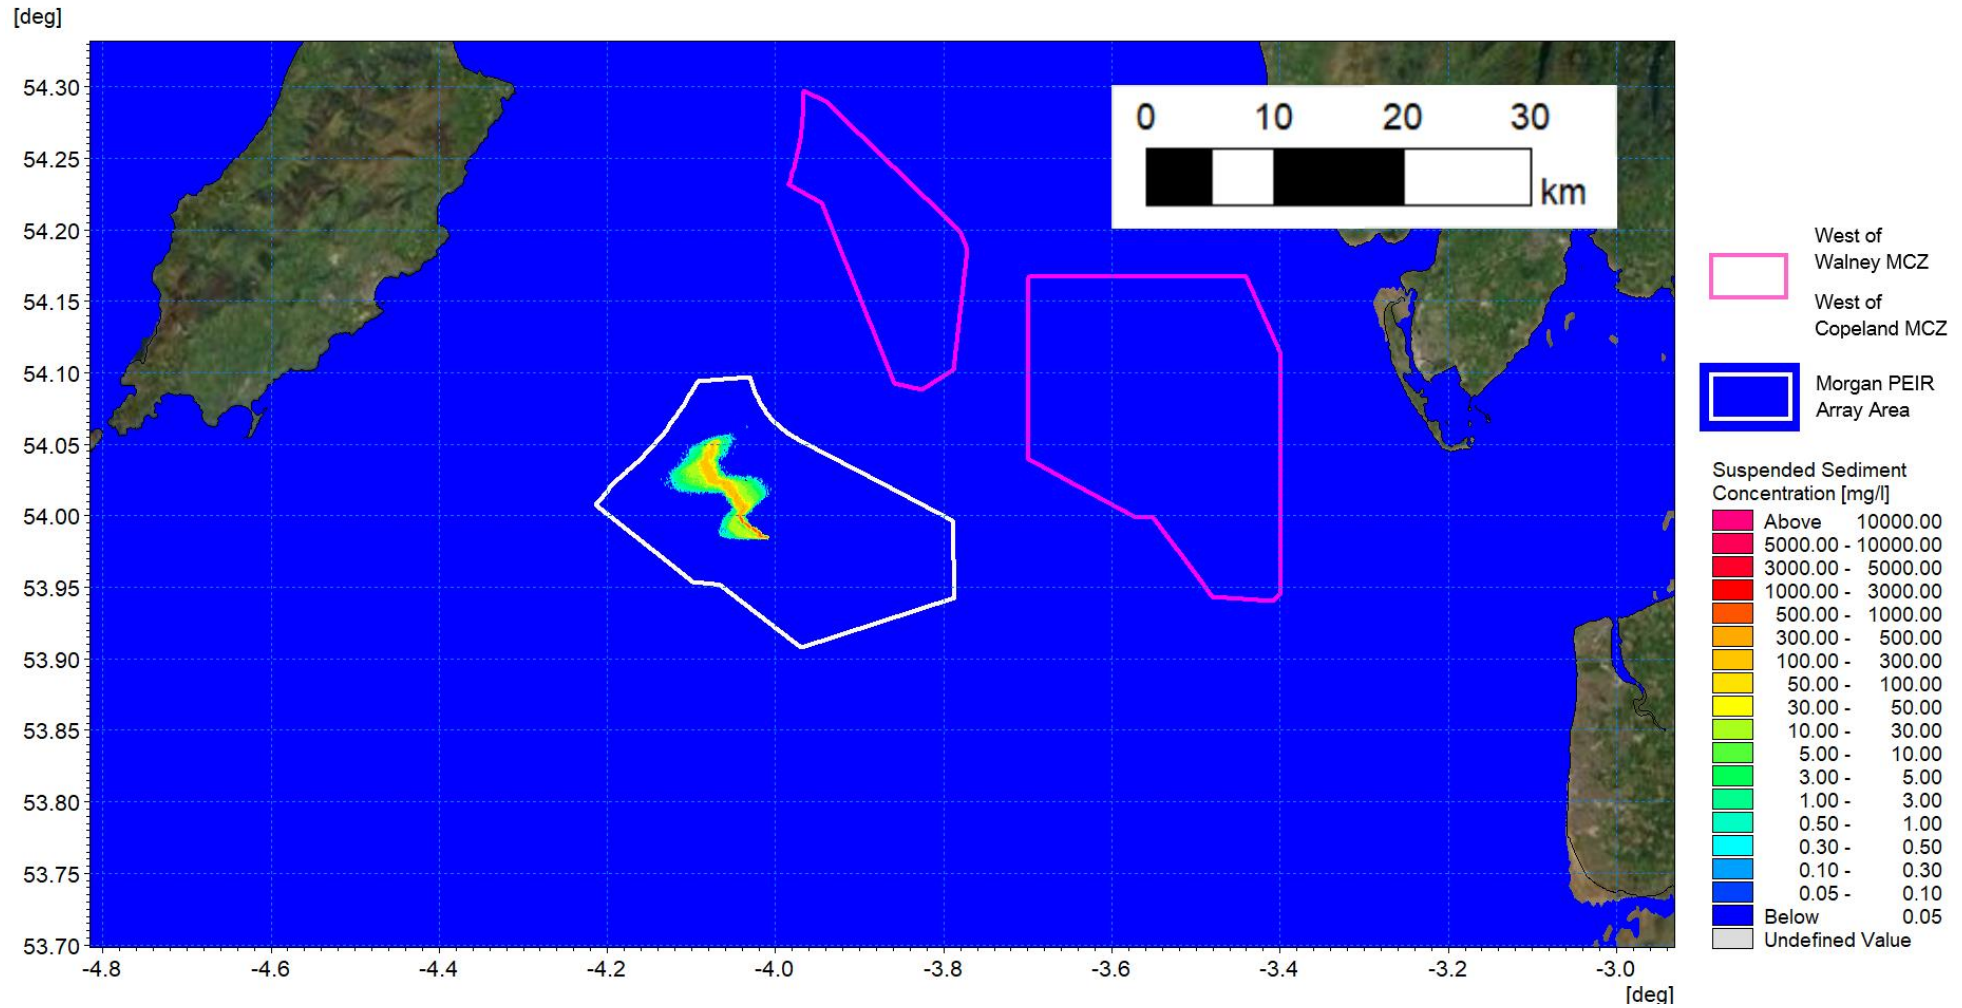 [deg]
54.30
54.25
54.20
54.15
54.10
54.05
54.00
53.95
53.90
53.85
53.80
53.75
53.70
-4.8 -4.6 -4.4 -4.2 -4.0 -3.8 -3.6 -3.4 -3.2 -3.0
[deg]
0 10 20 30
km
West of
Walney MCZ
West of
Copeland MCZ
Morgan PEIR
Array Area
Suspended Sediment
Concentration [mg/l]
Above 10000.00
5000.00 - 10000.00
3000.00 - 5000.00
1000.00 - 3000.00
500.00 - 1000.00
300.00 - 500.00
100.00 - 300.00
50.00 - 100.00
30.00 - 50.00
10.00 - 30.00
5.00 - 10.00
3.00 - 5.00
1.00 - 3.00
0.50 - 1.00
0.30 - 0.50
0.10 - 0.30
0.05 - 0.10
Below 0.05
Undefined Value